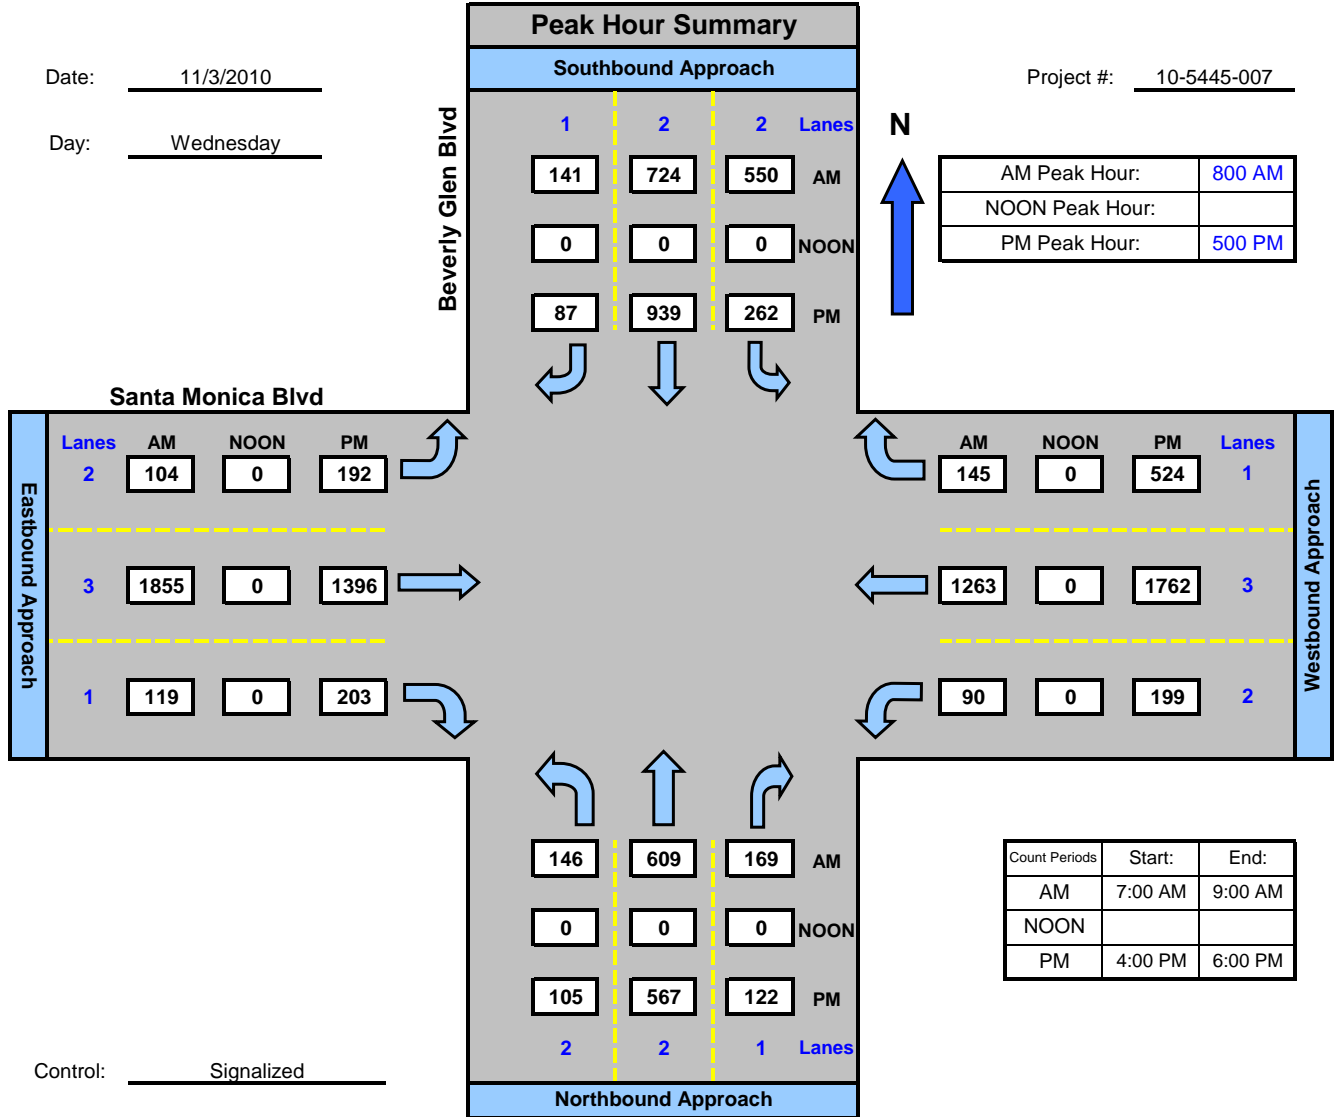 Peak Hour Summary
Southbound Approach
Date: 11/3/2010
Project #: 10-5445-007
Day: Wednesday
Beverly Glen Blvd
1 2 2 Lanes
141 724 550 AM
0 0 0 NOON
87 939 262 PM
N
AM Peak Hour: 800 AM
NOON Peak Hour:
PM Peak Hour: 500 PM
Santa Monica Blvd
Eastbound Approach
Lanes AM NOON PM
2 104 0 192
3 1855 0 1396
1 119 0 203
AM NOON PM Lanes
145 0 524 1
1263 0 1762 3
90 0 199 2
Westbound Approach
146 609 169 AM
0 0 0 NOON
105 567 122 PM
2 2 1 Lanes
Northbound Approach
Count Periods Start: End:
AM 7:00 AM 9:00 AM
NOON
PM 4:00 PM 6:00 PM
Control: Signalized